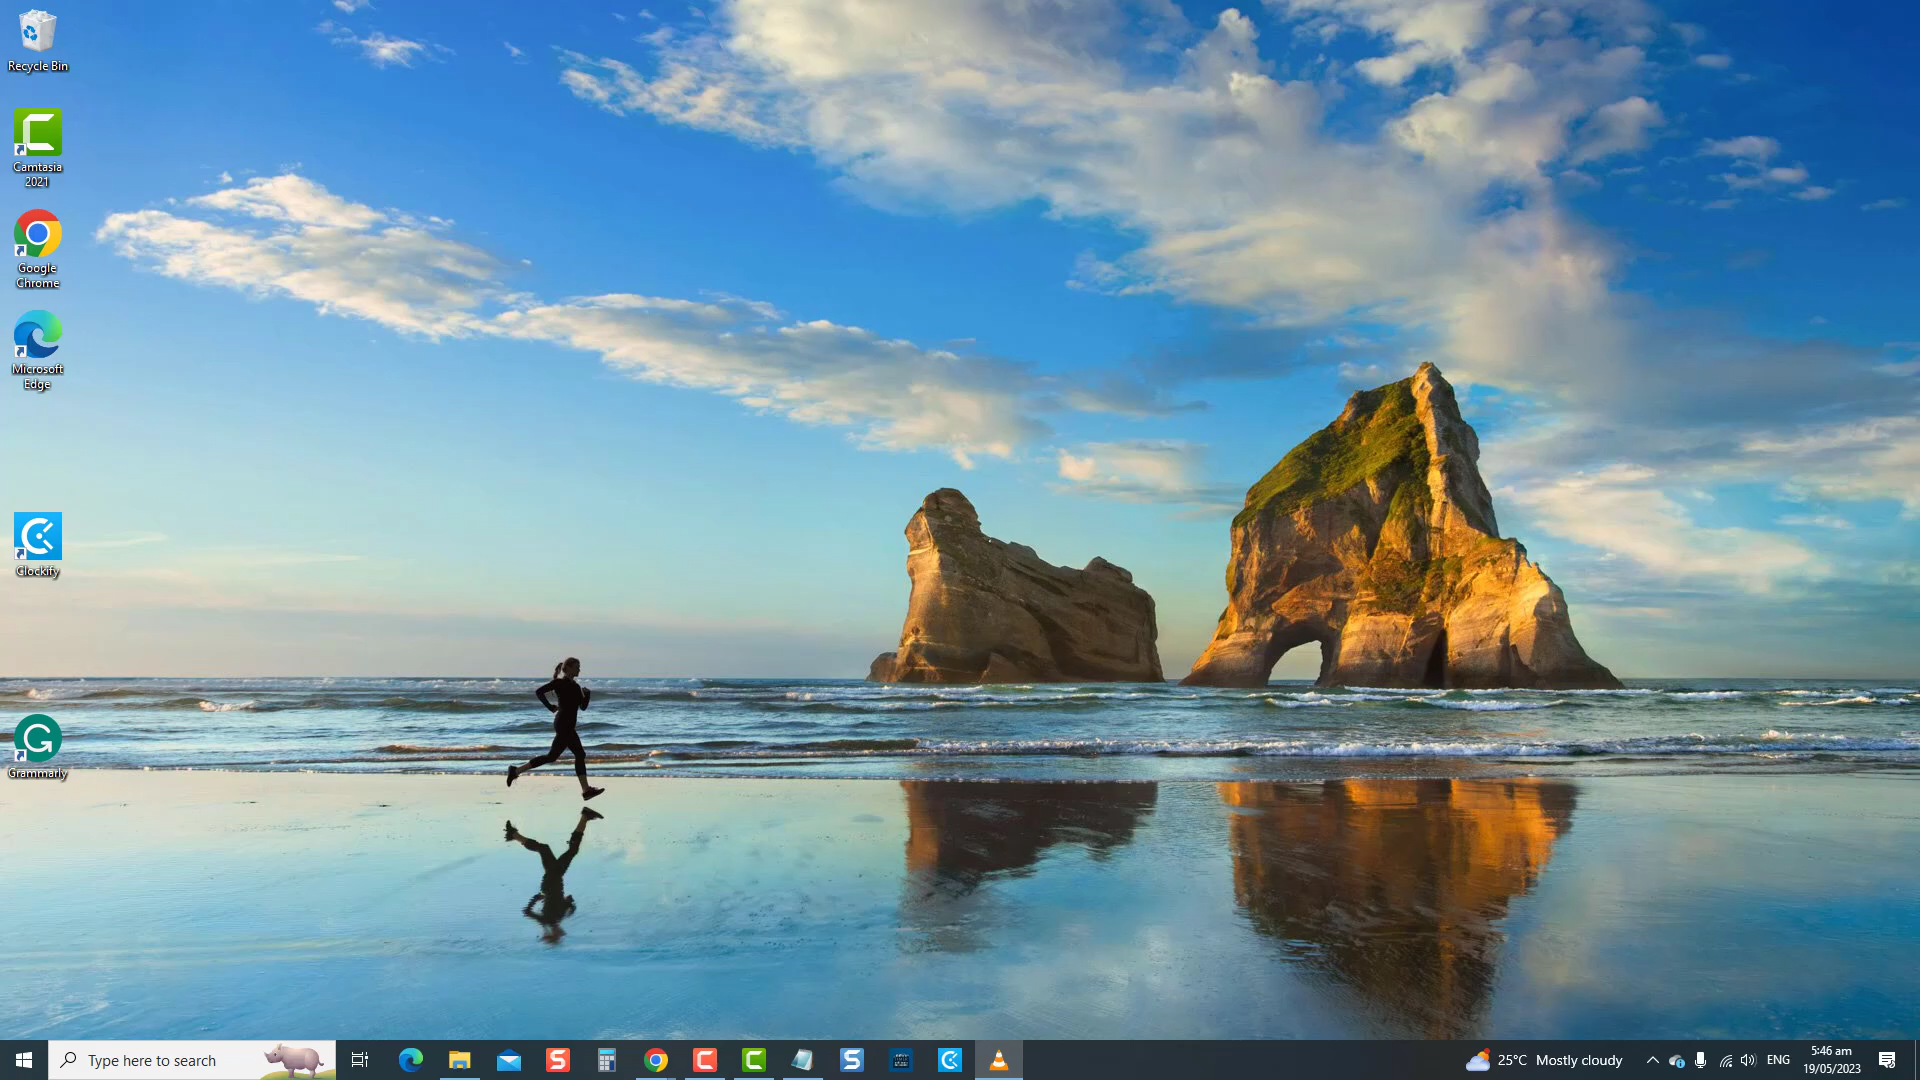 Recycle Bin
Camtasia
2021
Google
Chrome
Microsoft
Edge
Clockify
Grammarly
Type here to search
25°C Mostly cloudy
ENG
5:46 am
19/05/2023